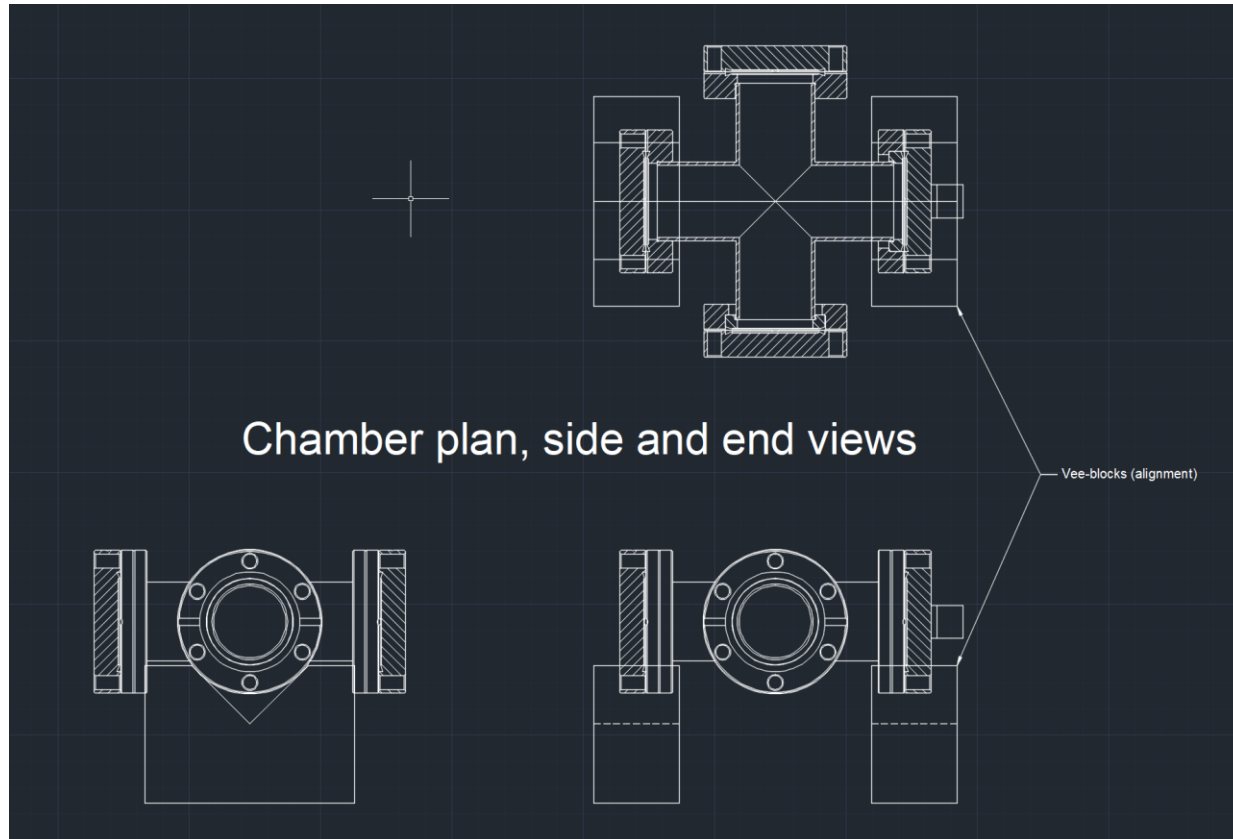 Chamber plan, side and end views
Vee-blocks (alignment)